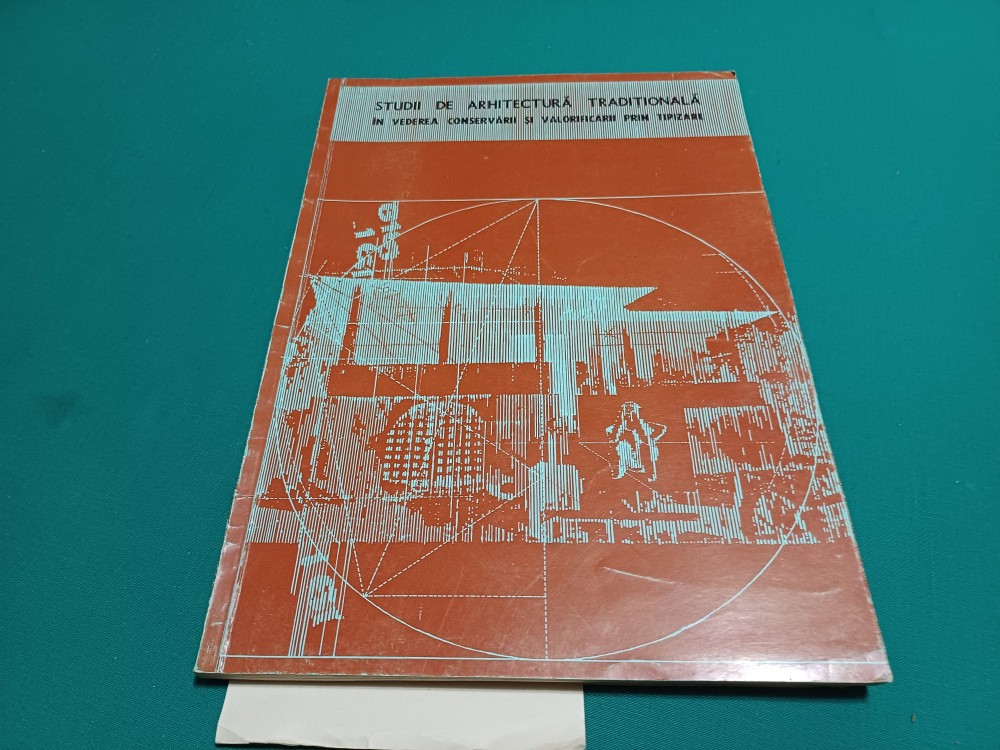 STUDII DE ARHITECTURĂ TRADIȚIONALĂ
ÎN VEDEREA CONSERVĂRII ȘI VALORIFICĂRII PRIN TIPIZARE